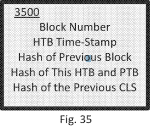 3500
Block Number
HTB Time-Stamp
Hash of Previous Block
Hash of This HTB and PTB
Hash of the Previous CLS
Fig. 35